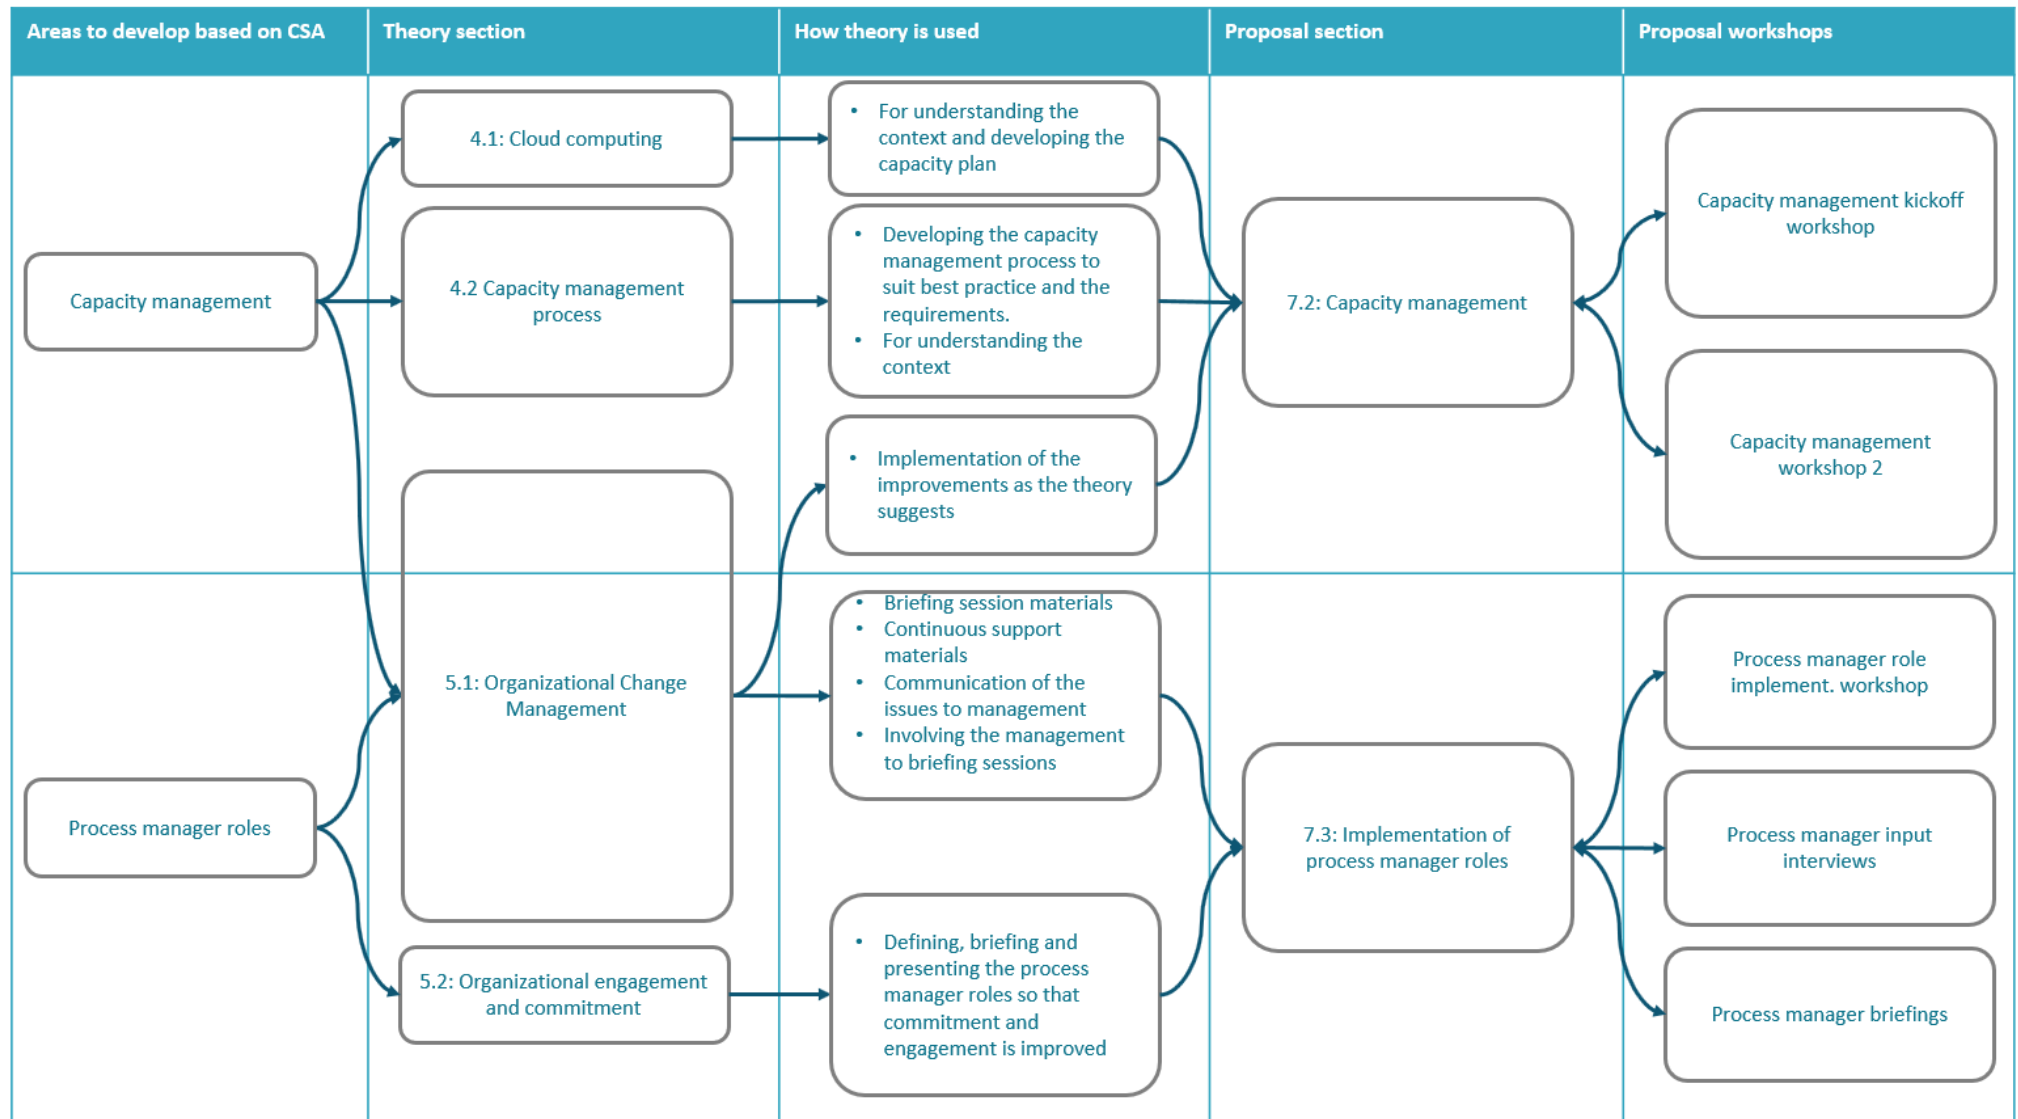 Areas to develop based on CSA
Theory section
How theory is used
Proposal section
Proposal workshops
Capacity management
4.1: Cloud computing
4.2 Capacity management
process
• For understanding the
context and developing the
capacity plan
• Developing the capacity
management process to
suit best practice and the
requirements.
• For understanding the
context
• Implementation of the
improvements as the theory
suggests
7.2: Capacity management
Capacity management kickoff
workshop
Capacity management
workshop 2
Process manager roles
5.1: Organizational Change
Management
5.2: Organizational engagement
and commitment
• Briefing session materials
• Continuous support
materials
• Communication of the
issues to management
• Involving the management
to briefing sessions
• Defining, briefing and
presenting the process
manager roles so that
commitment and
engagement is improved
7.3: Implementation of
process manager roles
Process manager role
implement. workshop
Process manager input
interviews
Process manager briefings